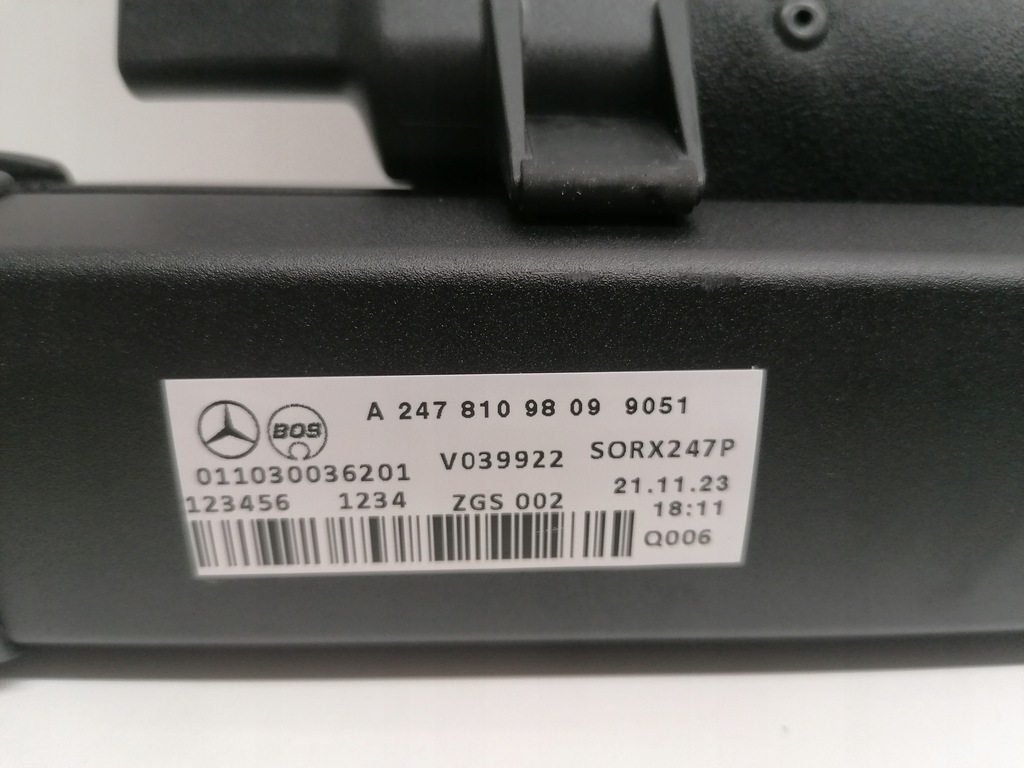 A 247 810 98 09 9051
BOS
011030036201 V039922 SORX247P
123456 1234 ZGS 002 21.11.23
18:11
Q006